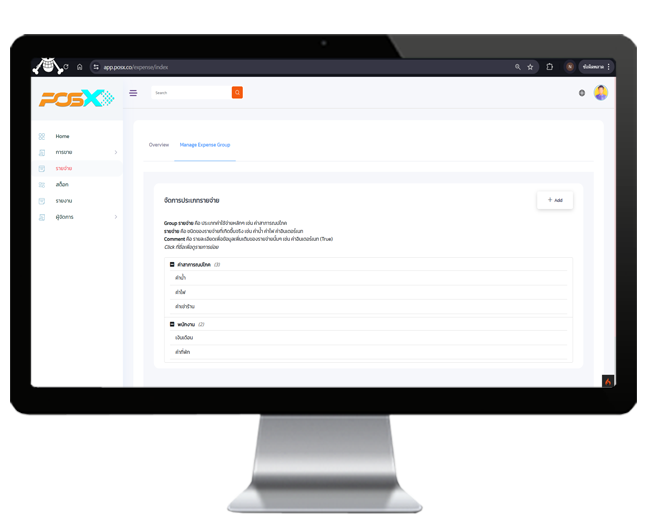 app.posx.co/expense/index
POSX
Search
Home
การขาย
รายจ่าย
สต็อก
รายงาน
ผู้จัดการ
Overview
Manage Expense Group
จัดการประเภทรายจ่าย
+ Add
Group รายจ่าย คือ ประเภทค่าใช้จ่ายหลักๆ เช่น ค่าสาธารณูปโภค
รายจ่าย คือ ชนิดของรายจ่ายที่เกิดขึ้นจริง เช่น ค่าน้ำ ค่าไฟ ค่าอินเตอร์เนท
Comment คือ รายละเอียดเพื่อข้อมูลเพิ่มเติมของรายจ่ายนั้นๆ เช่น ค่าอินเตอร์เนท (True)
Click ที่ชื่อเพื่อดูรายการย่อย
ค่าสาธารณูปโภค (3)
ค่าน้ำ
ค่าไฟ
ค่าเช่าร้าน
พนักงาน (2)
เงินเดือน
ค่าที่พัก